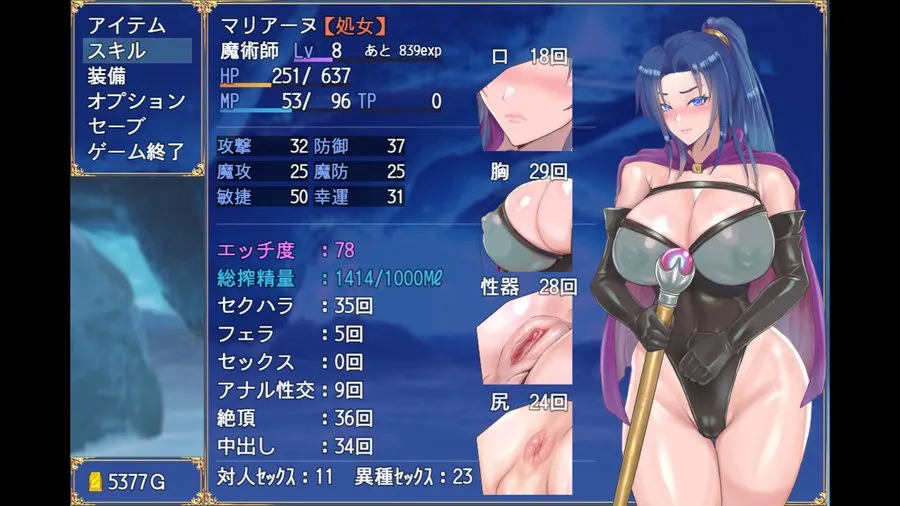 アイテム
スキル
装備
オプション
セーブ
ゲーム終了
マリアーヌ【処女】
魔術師 Lv 8 あと 839exp
HP 251/ 637
MP 53/ 96 TP 0
攻撃 32 防御 37
魔攻 25 魔防 25
敏捷 50 幸運 31
エッチ度 :78
総搾精量 :1414/1000Mℓ
セクハラ :35回
フェラ :5回
セックス :0回
アナル性交:9回
絶頂 :36回
中出し :34回
対人セックス:11 異種セックス:23
口 18回
胸 29回
性器 28回
尻 24回
5377G